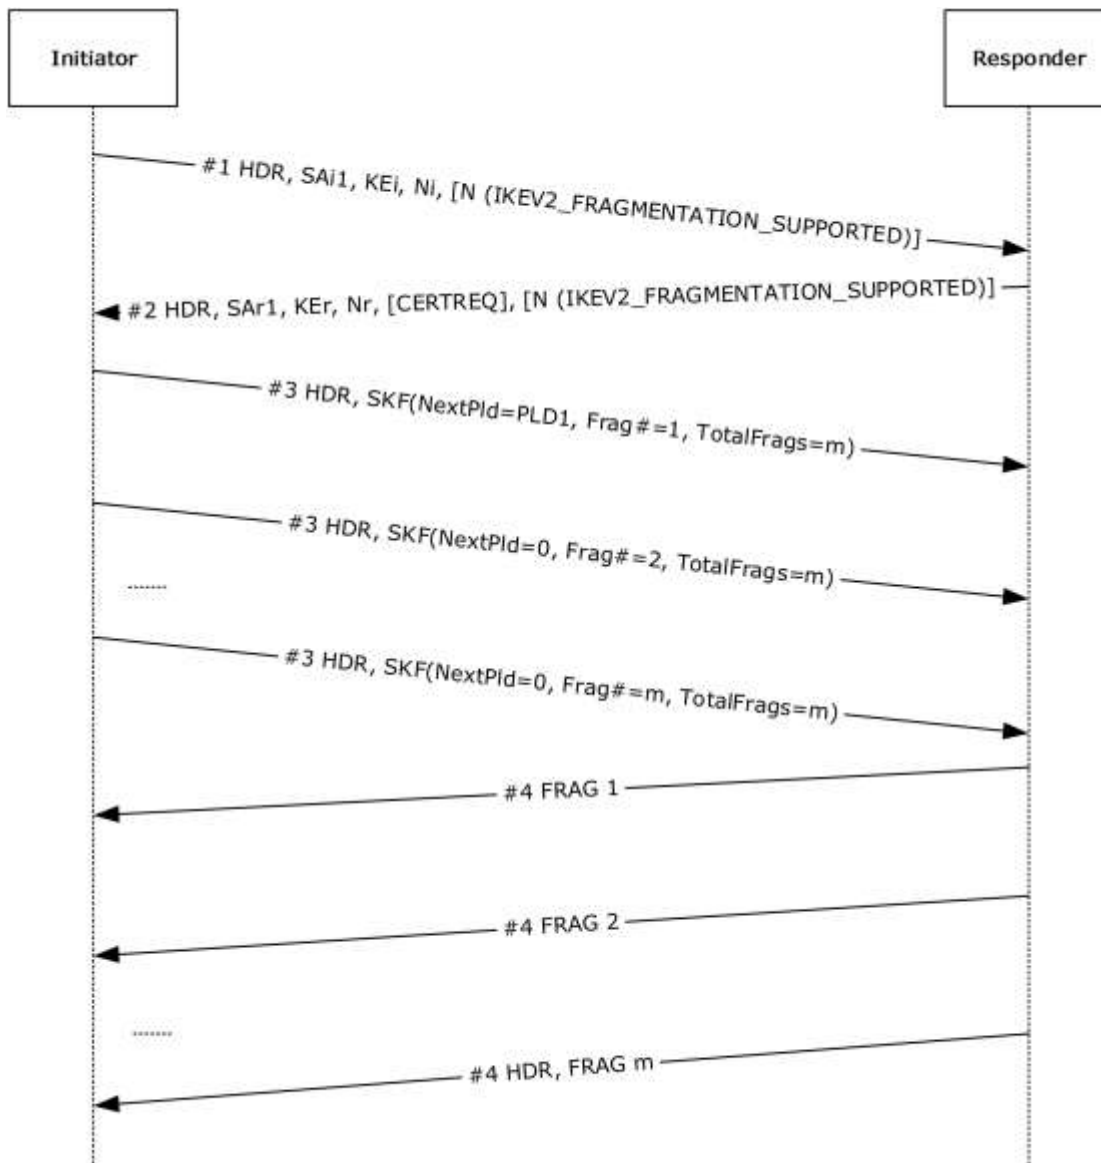 Initiator
Responder
#1 HDR, SAi1, KEi, Ni, [N (IKEV2_FRAGMENTATION_SUPPORTED)]
#2 HDR, SAr1, KEr, Nr, [CERTREQ], [N (IKEV2_FRAGMENTATION_SUPPORTED)]
#3 HDR, SKF(NextPld=PLD1, Frag#=1, TotalFrags=m)
#3 HDR, SKF(NextPld=0, Frag#=2, TotalFrags=m)
.......
#3 HDR, SKF(NextPld=0, Frag#=m, TotalFrags=m)
#4 FRAG 1
#4 FRAG 2
.......
#4 HDR, FRAG m